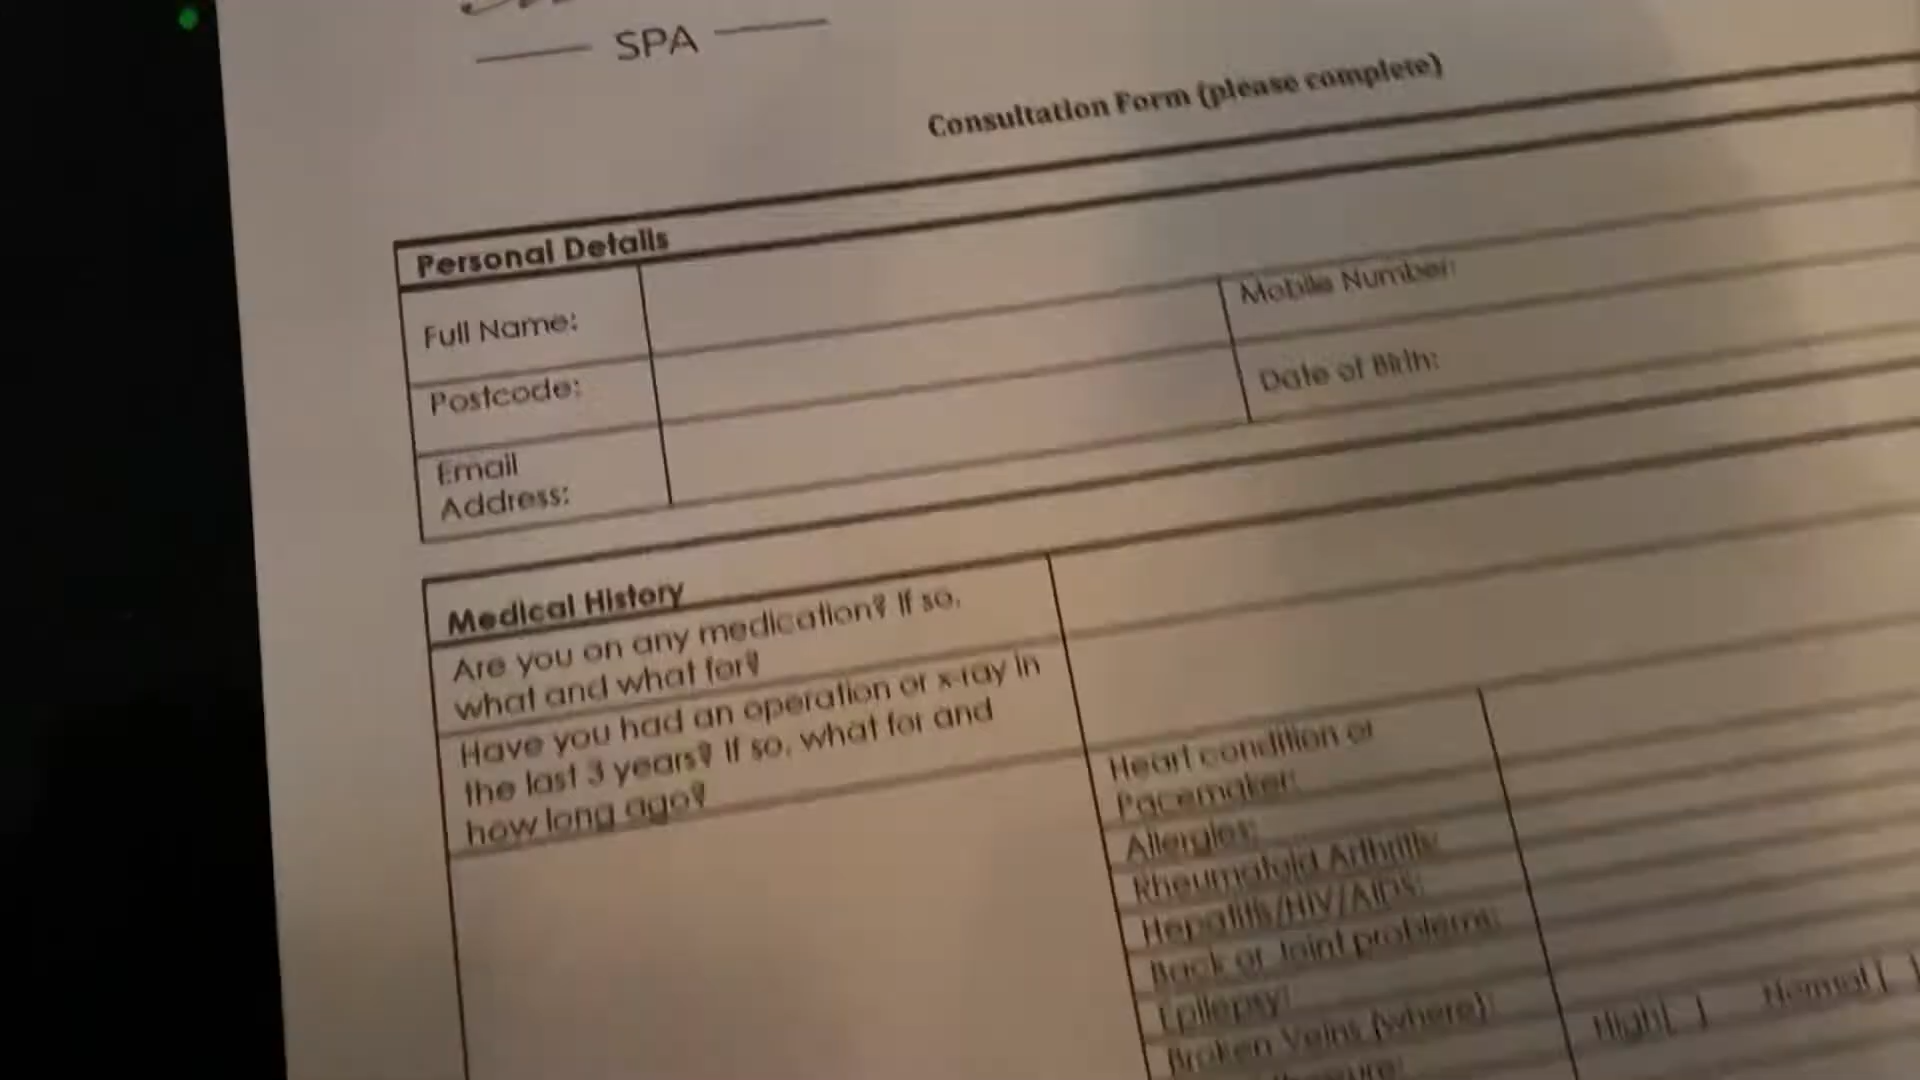 SPA
Consultation Form (please complete)
Personal Details
Full Name:
Mobile Number:
Postcode:
Date of Birth:
Email
Address:
Medical History
Are you on any medication? If so,
what and what for?
Have you had an operation or x-ray in
the last 3 years? If so, what for and
how long ago?
Heart condition or
Pacemaker:
Allergies:
Rheumatoid Arthritis:
Hepatitis/HIV/AIDS:
Back or Joint problems:
Epilepsy:
Broken Veins (where):
High[ ] Normal [ ]